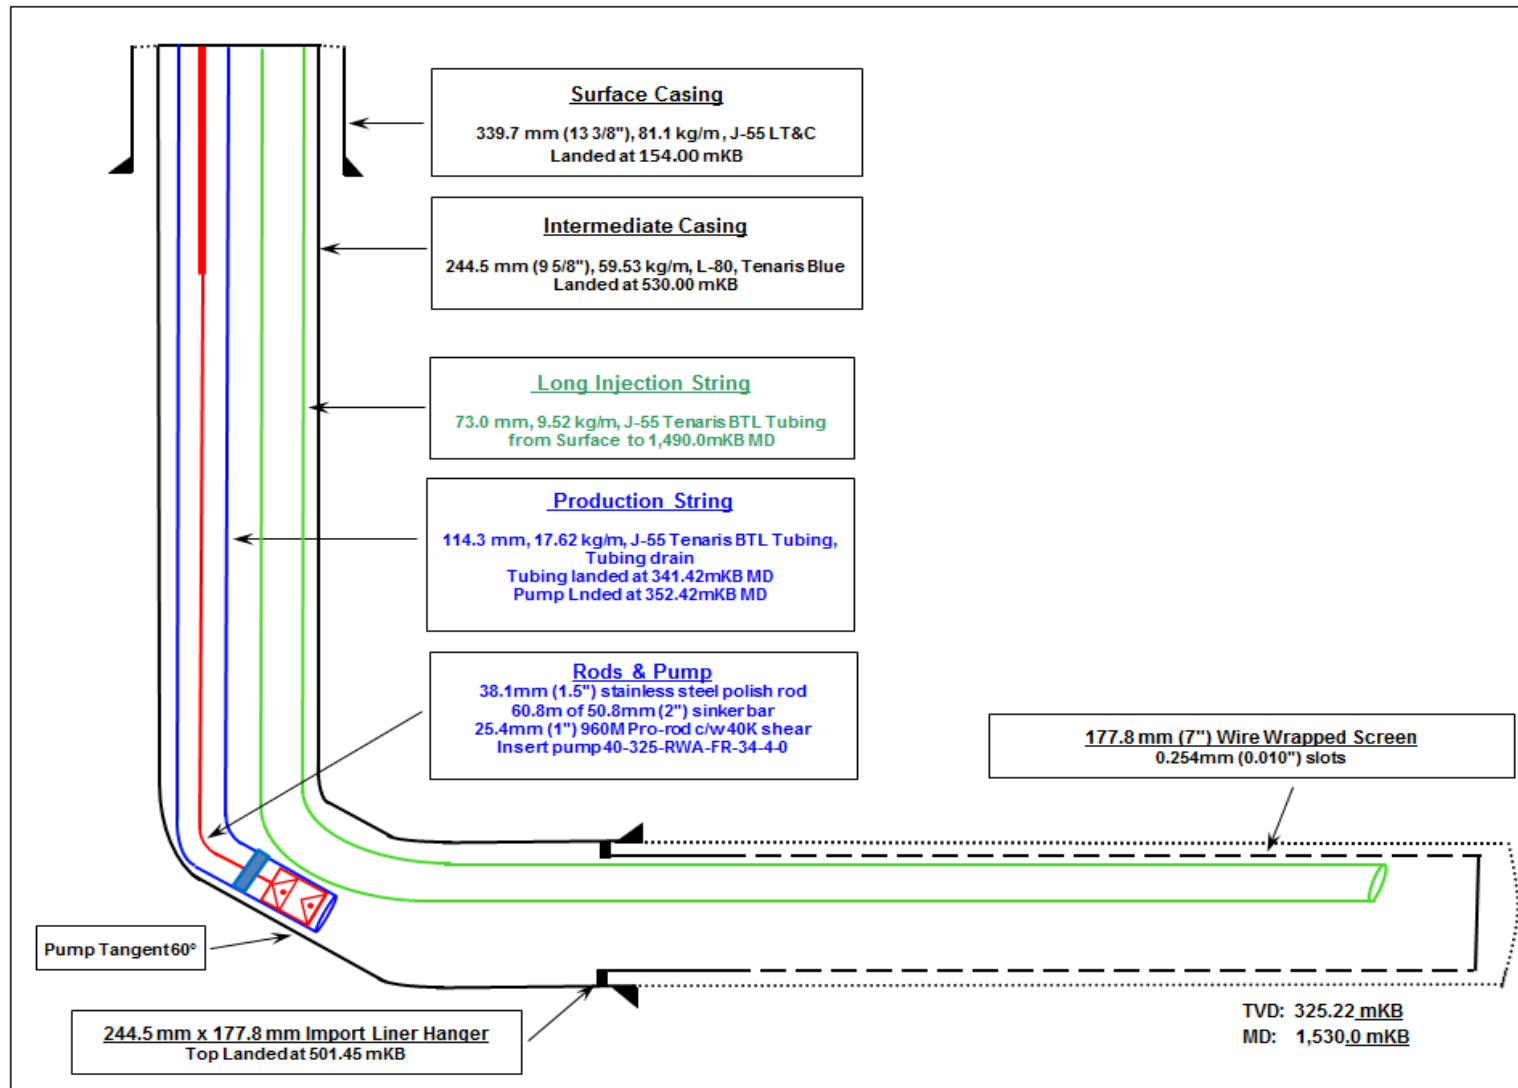 Surface Casing
339.7 mm (13 3/8"), 81.1 kg/m, J-55 LT&C
Landed at 154.00 mKB
Intermediate Casing
244.5 mm (9 5/8"), 59.53 kg/m, L-80, Tenaris Blue
Landed at 530.00 mKB
Long Injection String
73.0 mm, 9.52 kg/m, J-55 Tenaris BTL Tubing
from Surface to 1,490.0mKB MD
Production String
114.3 mm, 17.62 kg/m, J-55 Tenaris BTL Tubing,
Tubing drain
Tubing landed at 341.42mKB MD
Pump Lnded at 352.42mKB MD
Rods & Pump
38.1mm (1.5") stainless steel polish rod
60.8m of 50.8mm (2") sinker bar
25.4mm (1") 960M Pro-rod c/w 40K shear
Insert pump 40-325-RWA-FR-34-4-0
177.8 mm (7") Wire Wrapped Screen
0.254mm (0.010") slots
Pump Tangent 60°
244.5 mm x 177.8 mm Import Liner Hanger
Top Landed at 501.45 mKB
TVD: 325.22 mKB
MD: 1,530.0 mKB